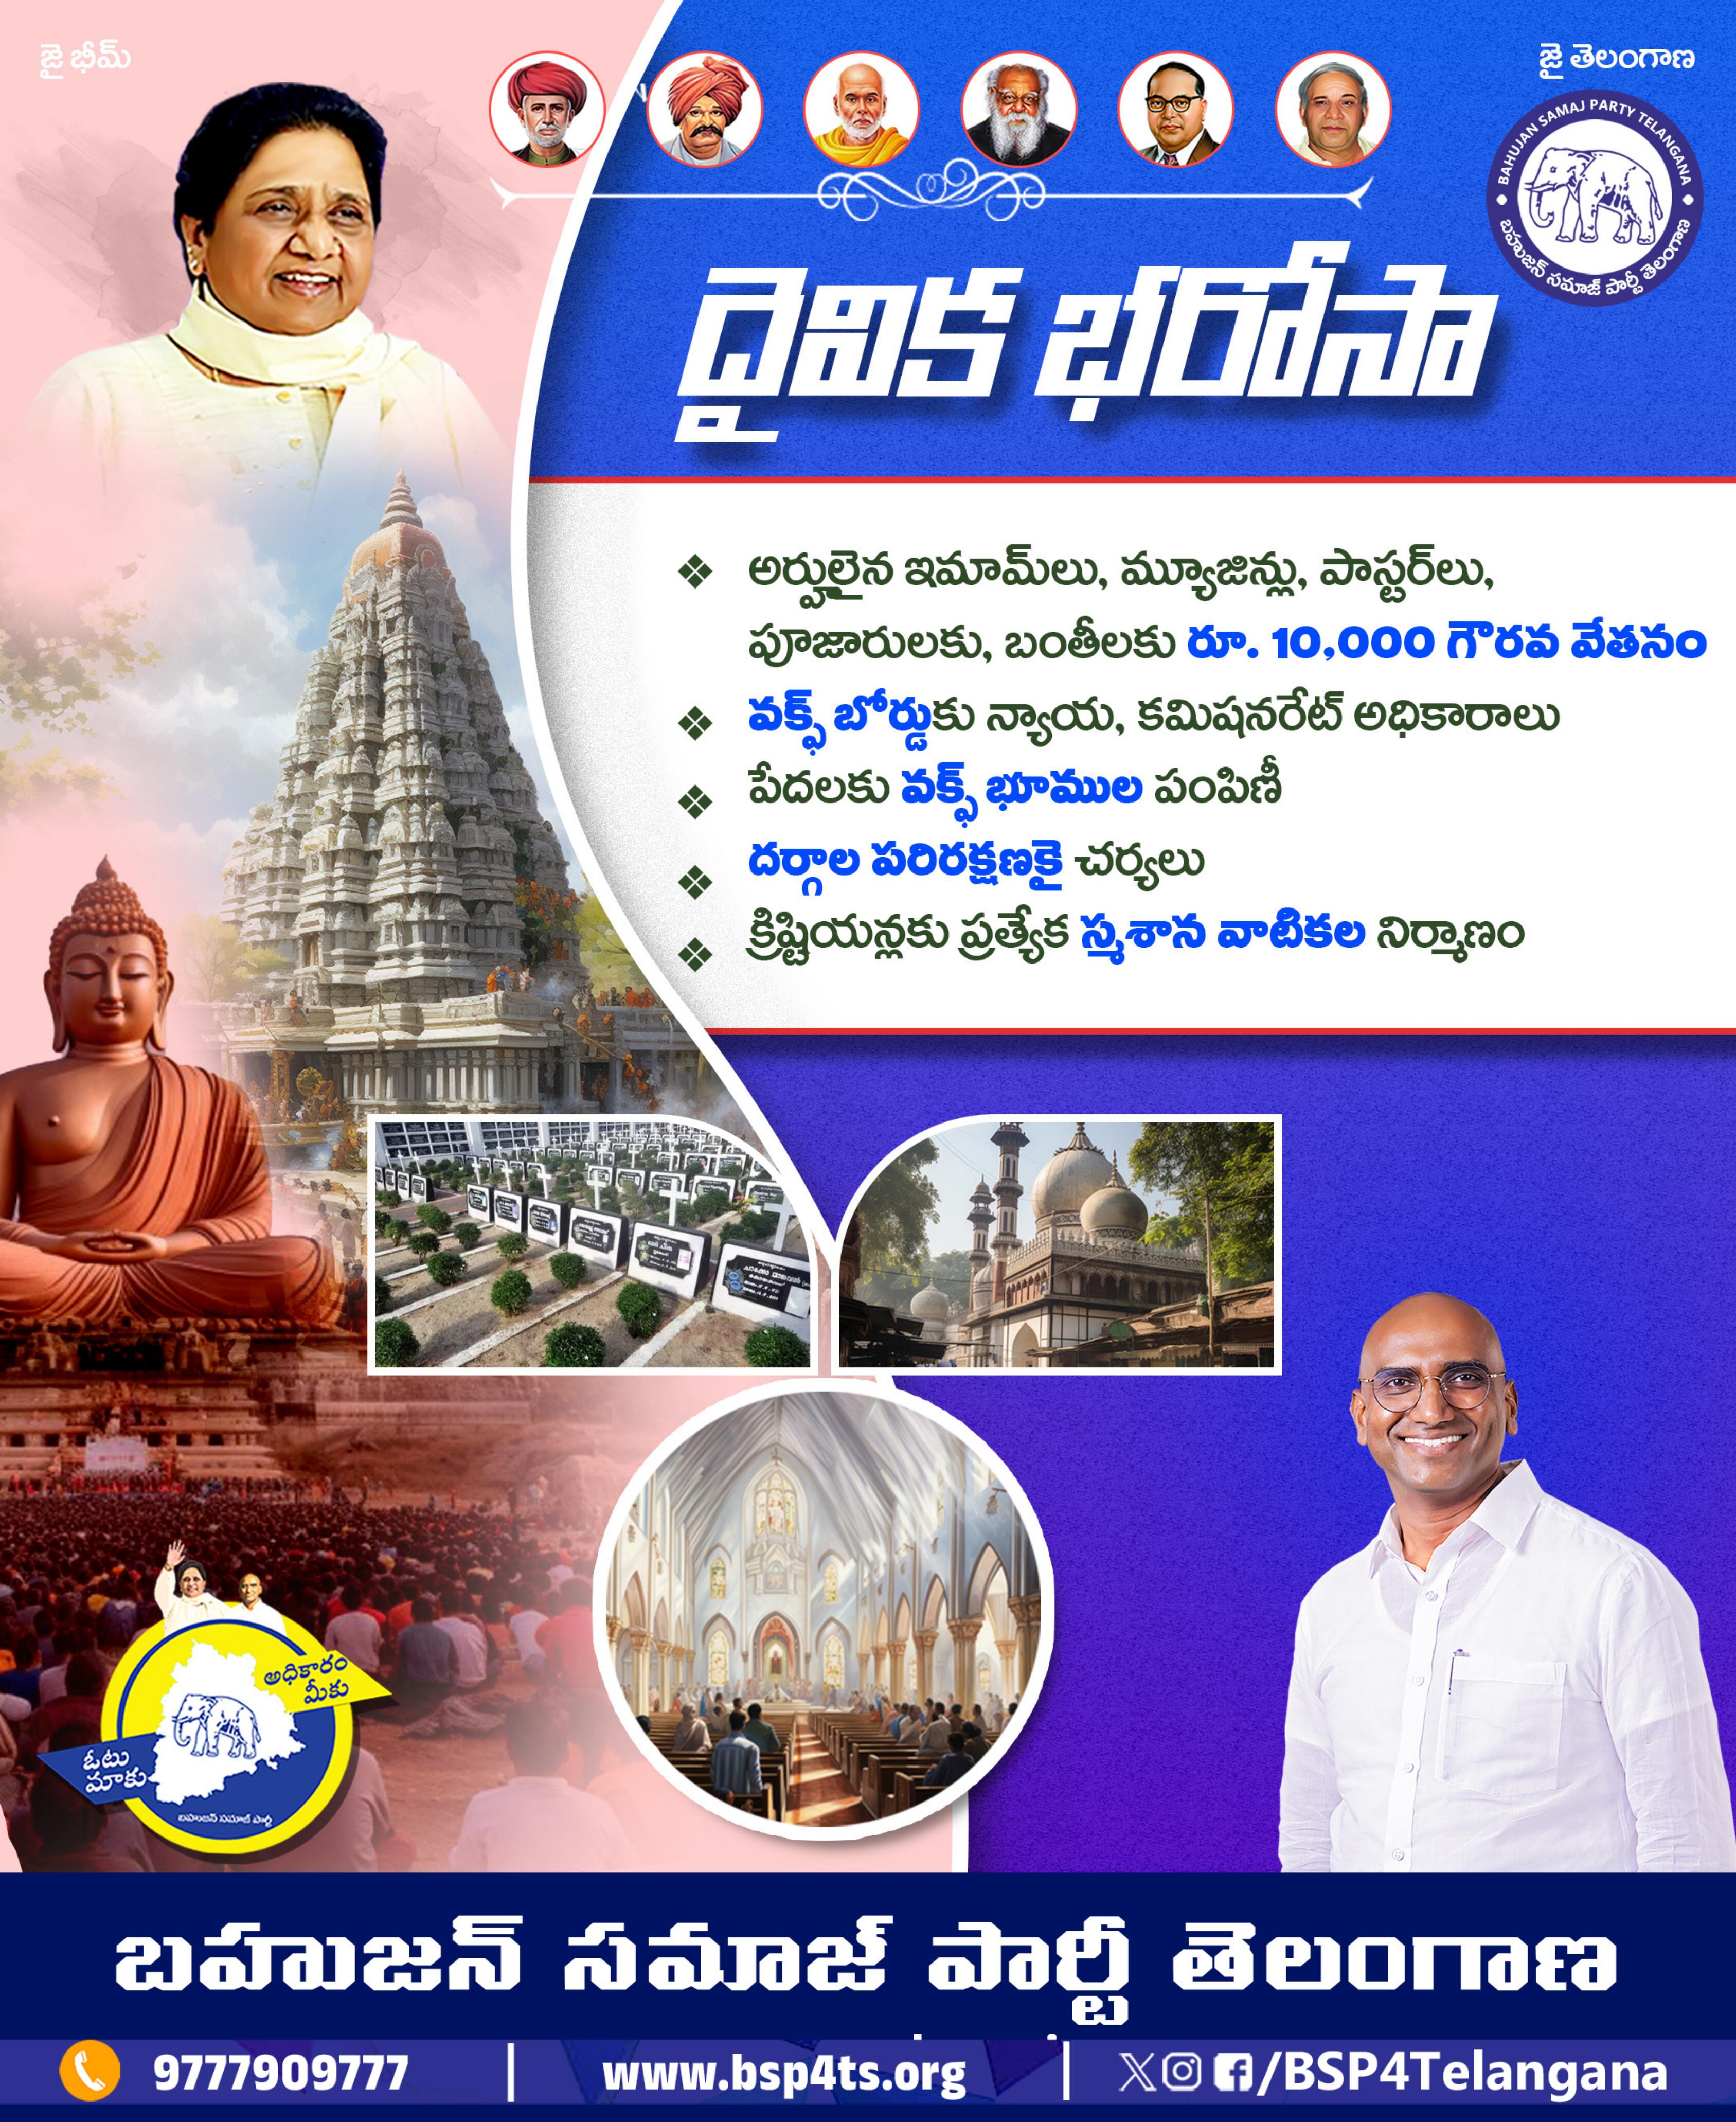 జై భీమ్
జై తెలంగాణ
BAHUJAN SAMAJ PARTY TELANGANA
బహుజన్ సమాజ్ పార్టీ తెలంగాణ
దైవిక భరోసా
అర్హులైన ఇమామ్‌లు, మ్యూజిన్లు, పాస్టర్‌లు,
పూజారులకు, బంతీలకు రూ. 10,000 గౌరవ వేతనం
వక్ఫ్ బోర్డుకు న్యాయ, కమిషనరేట్ అధికారాలు
పేదలకు వక్ఫ్ భూముల పంపిణీ
దర్గాల పరిరక్షణకై చర్యలు
క్రిష్టియన్లకు ప్రత్యేక స్మశాన వాటికల నిర్మాణం
అధికారం
మీకు
ఓటు
మాకు
బహుజన్ సమాజ్ పార్టీ
బహుజన్ సమాజ్ పార్టీ తెలంగాణ
9777909777 | www.bsp4ts.org | /BSP4Telangana